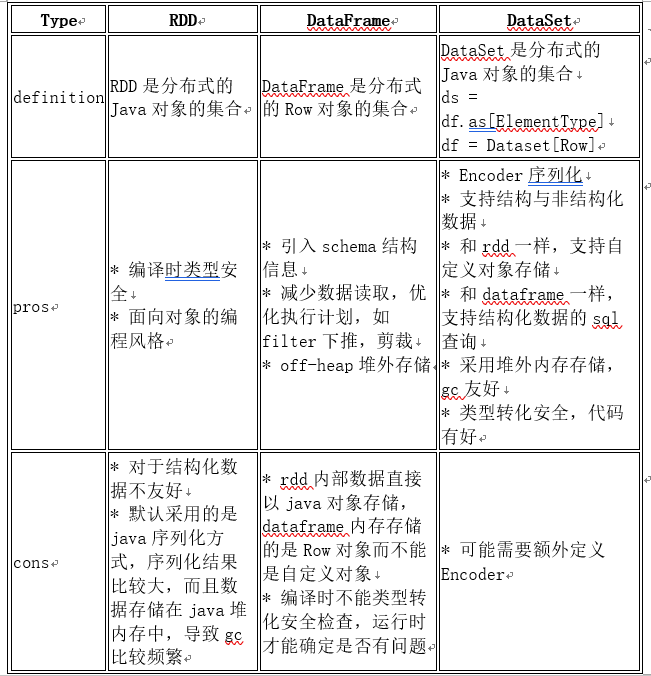 Type RDD DataFrame DataSet
definition
RDD 是分布式的
Java 对象的集合
DataFrame 是分布式
的 Row 对象的集合
DataSet 是分布式的
Java 对象的集合
ds =
df.as[ElementType]
df = Dataset[Row]
pros
* 编译时类型安
全
* 面向对象的编
程风格
* 引入 schema 结构
信息
* 减少数据读取，优
化执行计划，如
filter 下推，剪裁
* off-heap 堆外存储
* Encoder 序列化
* 支持结构与非结构化
数据
* 和 rdd 一样，支持自
定义对象存储
* 和 dataframe 一样，
支持结构化数据的 sql
查询
* 采用堆外内存存储，
gc 友好
* 类型转化安全，代码
有好
cons
* 对于结构化数
据不友好
* 默认采用的是
java 序列化方
式，序列化结果
比较大，而且数
据存储在 java 堆
内存中，导致 gc
比较频繁
* rdd 内部数据直接
以 java 对象存储，
dataframe 内存存储
的是 Row 对象而不能
是自定义对象
* 编译时不能类型转
化安全检查，运行时
才能确定是否有问题
* 可能需要额外定义
Encoder